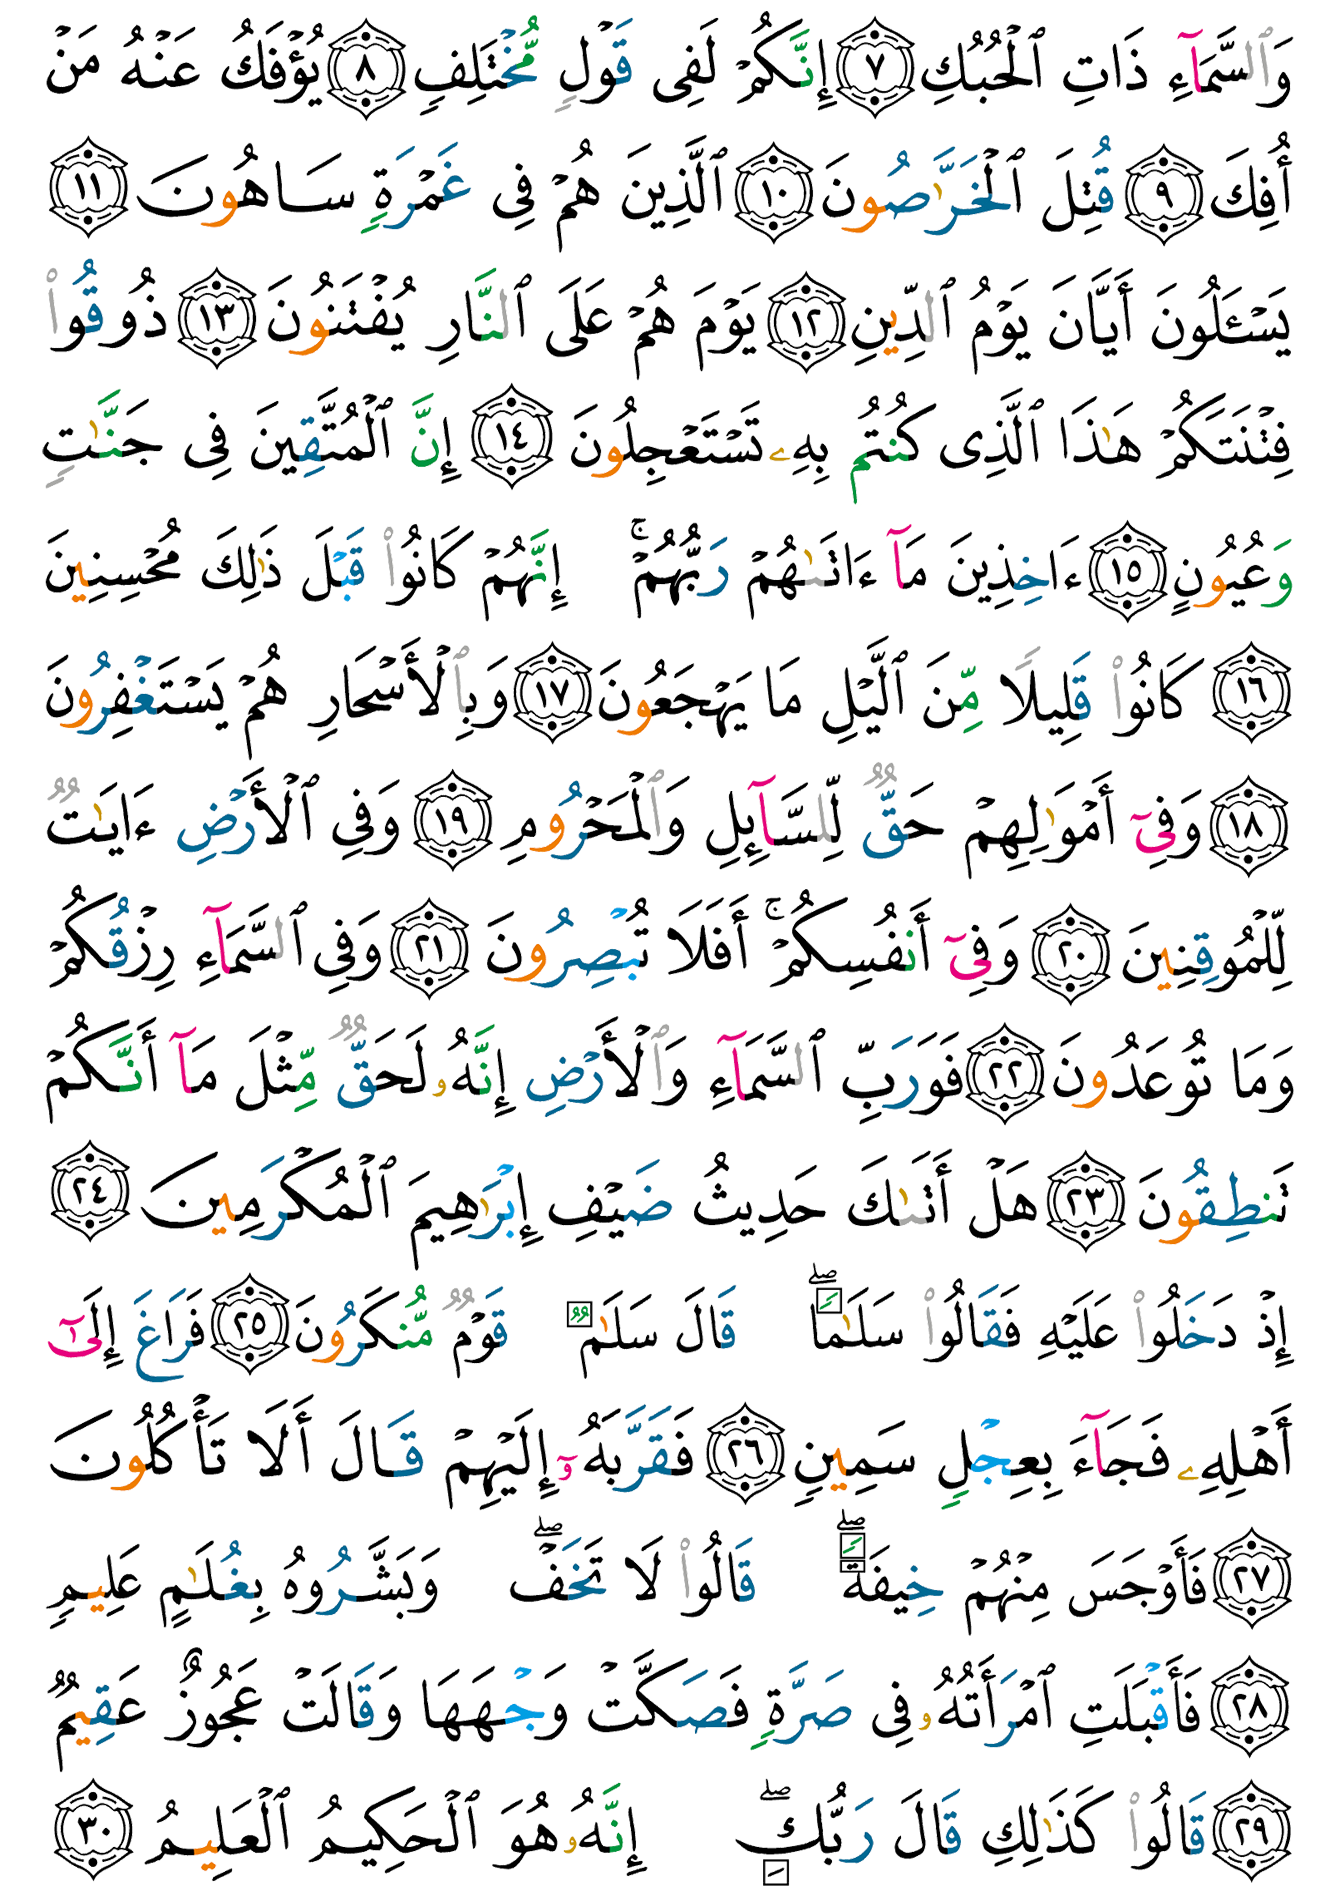 وَٱلسَّمَآءِ ذَاتِ ٱلْحُبُكِ ٧ إِنَّكُمْ لَفِى قَوْلٍ مُّخْتَلِفٍ ٨ يُؤْفَكُ عَنْهُ مَنْ
أُفِكَ ٩ قُتِلَ ٱلْخَرَّٰصُونَ ١٠ ٱلَّذِينَ هُمْ فِى غَمْرَةٍ سَاهُونَ ١١
يَسْـَٔلُونَ أَيَّانَ يَوْمُ ٱلدِّينِ ١٢ يَوْمَ هُمْ عَلَى ٱلنَّارِ يُفْتَنُونَ ١٣ ذُوقُوا۟
فِتْنَتَكُمْ هَـٰذَا ٱلَّذِى كُنتُم بِهِۦ تَسْتَعْجِلُونَ ١٤ إِنَّ ٱلْمُتَّقِينَ فِى جَنَّـٰتٍ
وَعُيُونٍ ١٥ ءَاخِذِينَ مَآ ءَاتَىٰهُمْ رَبُّهُمْ ۚ إِنَّهُمْ كَانُوا۟ قَبْلَ ذَٰلِكَ مُحْسِنِينَ
١٦ كَانُوا۟ قَلِيلًا مِّنَ ٱلَّيْلِ مَا يَهْجَعُونَ ١٧ وَبِٱلْأَسْحَارِ هُمْ يَسْتَغْفِرُونَ
١٨ وَفِىٓ أَمْوَٰلِهِمْ حَقٌّ لِّلسَّآئِلِ وَٱلْمَحْرُومِ ١٩ وَفِى ٱلْأَرْضِ ءَايَـٰتٌ
لِّلْمُوقِنِينَ ٢٠ وَفِىٓ أَنفُسِكُمْ ۚ أَفَلَا تُبْصِرُونَ ٢١ وَفِى ٱلسَّمَآءِ رِزْقُكُمْ
وَمَا تُوعَدُونَ ٢٢ فَوَرَبِّ ٱلسَّمَآءِ وَٱلْأَرْضِ إِنَّهُۥ لَحَقٌّ مِّثْلَ مَآ أَنَّكُمْ
تَنطِقُونَ ٢٣ هَلْ أَتَىٰكَ حَدِيثُ ضَيْفِ إِبْرَٰهِيمَ ٱلْمُكْرَمِينَ ٢٤
إِذْ دَخَلُوا۟ عَلَيْهِ فَقَالُوا۟ سَلَـٰمًا ۖ قَالَ سَلَـٰمٌ قَوْمٌ مُّنكَرُونَ ٢٥ فَرَاغَ إِلَىٰٓ
أَهْلِهِۦ فَجَآءَ بِعِجْلٍ سَمِينٍ ٢٦ فَقَرَّبَهُۥٓ إِلَيْهِمْ قَالَ أَلَا تَأْكُلُونَ
٢٧ فَأَوْجَسَ مِنْهُمْ خِيفَةً ۖ قَالُوا۟ لَا تَخَفْ ۖ وَبَشَّرُوهُ بِغُلَـٰمٍ عَلِيمٍ
٢٨ فَأَقْبَلَتِ ٱمْرَأَتُهُۥ فِى صَرَّةٍ فَصَكَّتْ وَجْهَهَا وَقَالَتْ عَجُوزٌ عَقِيمٌ
٢٩ قَالُوا۟ كَذَٰلِكِ قَالَ رَبُّكِ ۖ إِنَّهُۥ هُوَ ٱلْحَكِيمُ ٱلْعَلِيمُ ٣٠